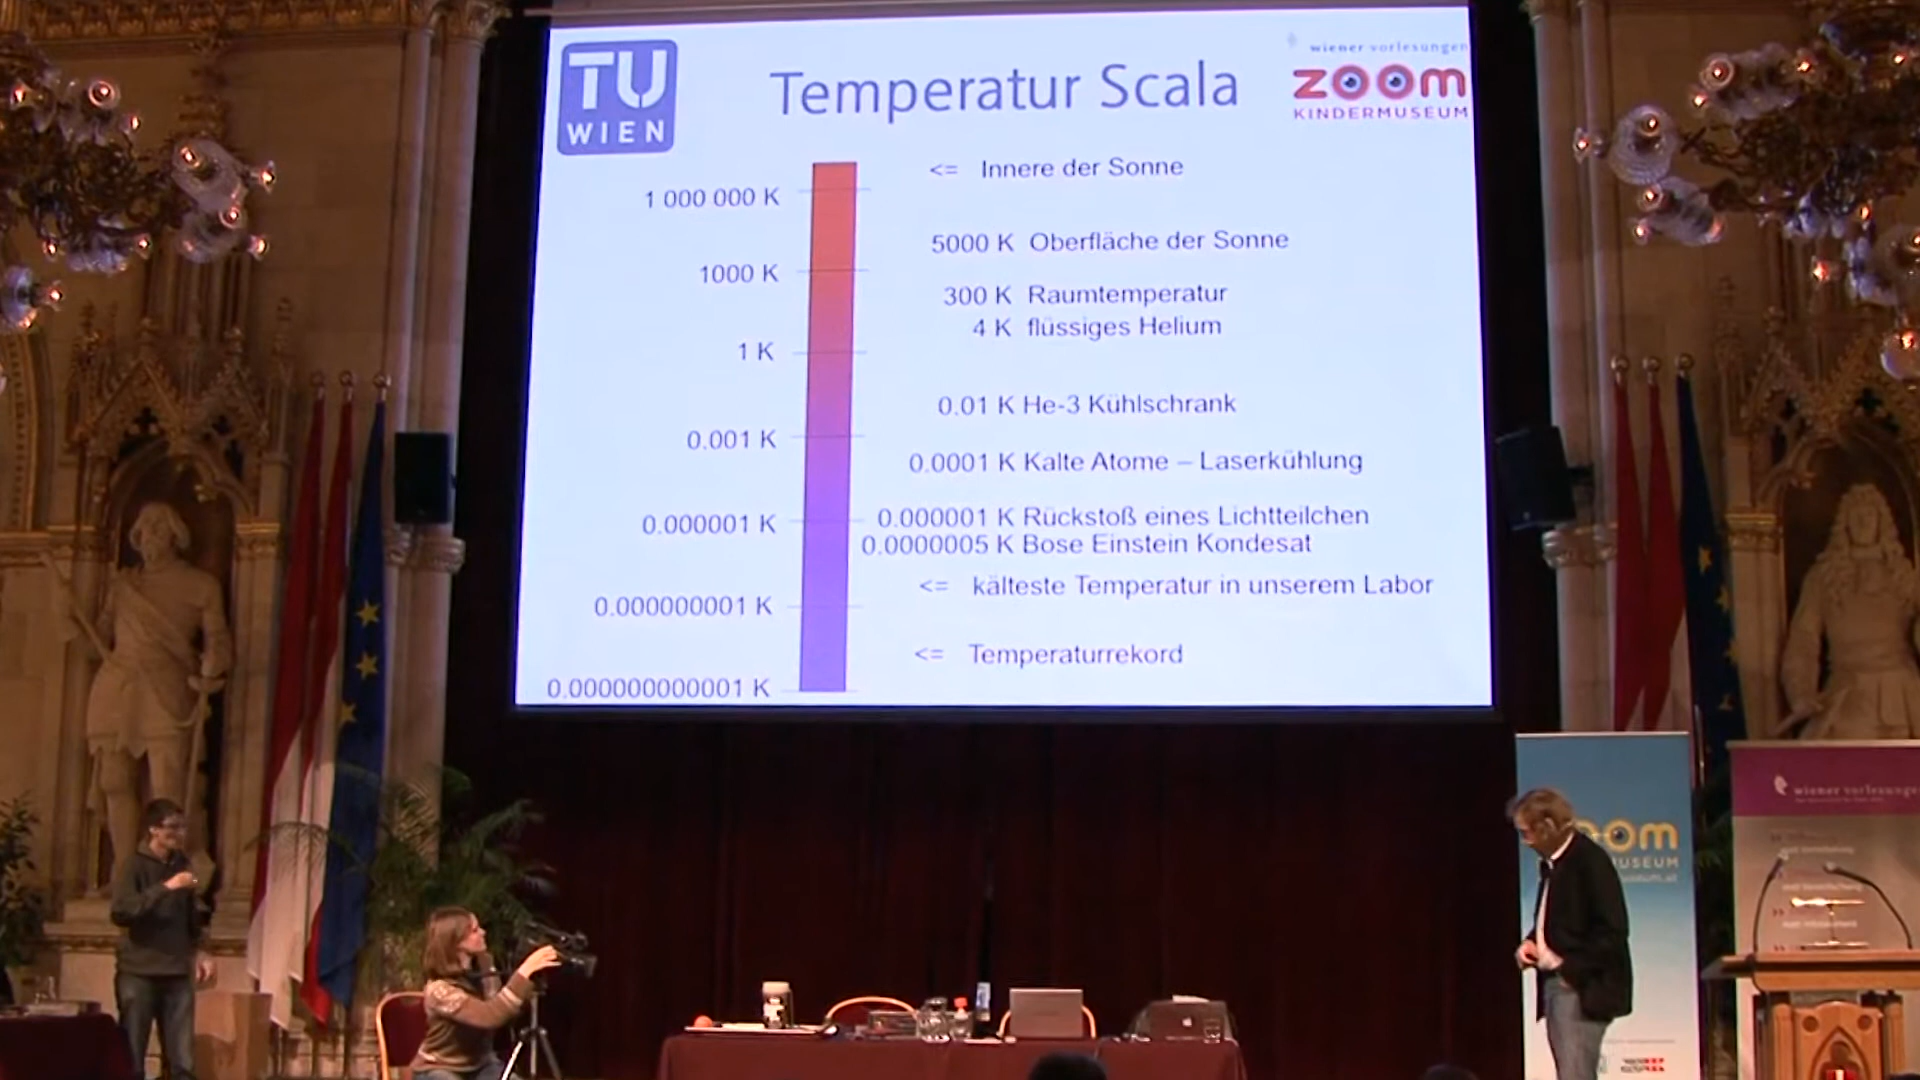 TU
WIEN
Temperatur Scala
wiener vorlesungen
ZOOM
KINDERMUSEUM
<= Innere der Sonne
1 000 000 K
5000 K Oberfläche der Sonne
1000 K
300 K Raumtemperatur
4 K flüssiges Helium
1 K
0.01 K He-3 Kühlschrank
0.001 K
0.0001 K Kalte Atome – Laserkühlung
0.000001 K
0.000001 K Rückstoß eines Lichtteilchen
0.0000005 K Bose Einstein Kondesat
<= kälteste Temperatur in unserem Labor
0.000000001 K
<= Temperaturrekord
0.000000000001 K
wiener vorlesungen